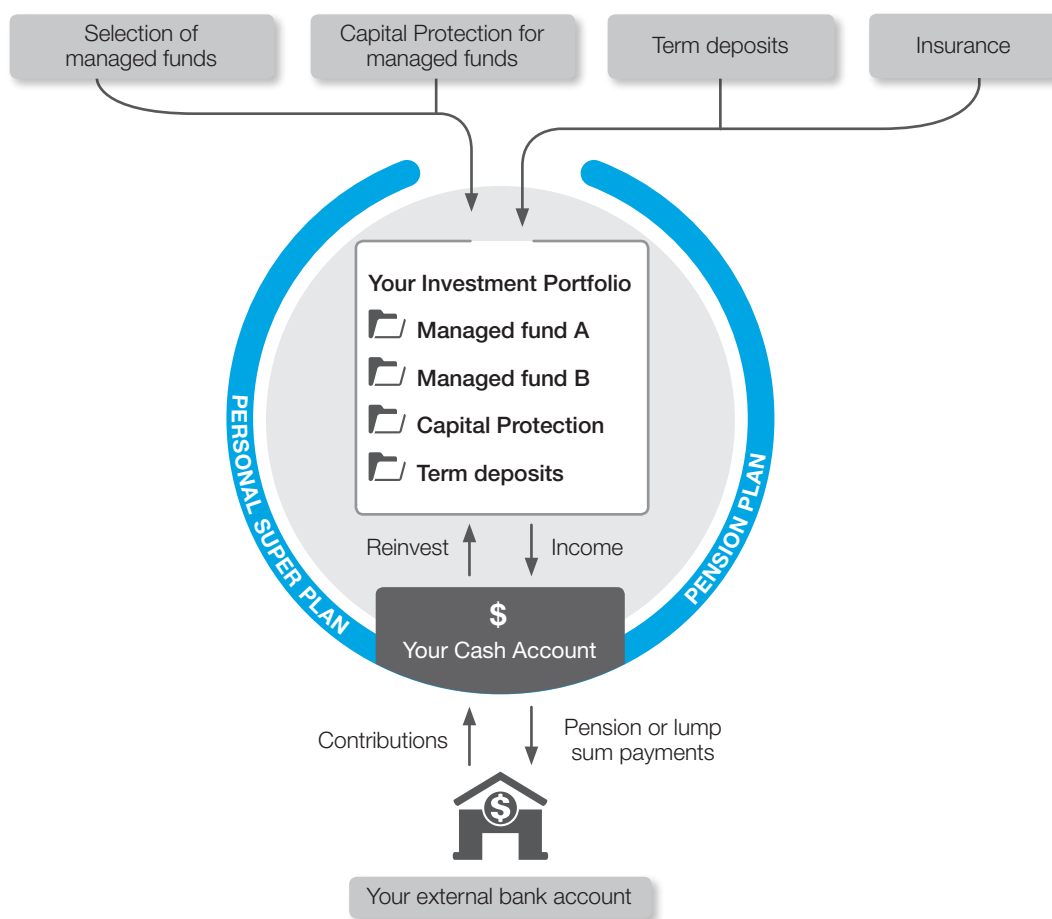 Selection of
managed funds
Capital Protection for
managed funds
Term deposits
Insurance
Your Investment Portfolio
Managed fund A
Managed fund B
Capital Protection
Term deposits
PERSONAL SUPER PLAN
PENSION PLAN
Reinvest
Income
$
Your Cash Account
Contributions
Pension or lump
sum payments
$
Your external bank account